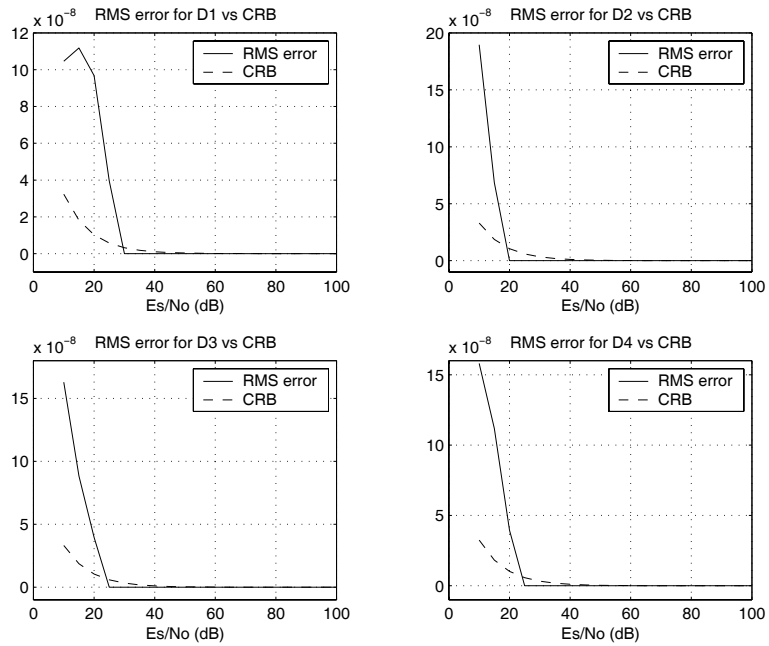 RMS error for D1 vs CRB
x 10⁻⁸
12
10
8
6
4
2
0
0 20 40 60 80 100
Es/No (dB)
RMS error
CRB
RMS error for D2 vs CRB
x 10⁻⁸
20
15
10
5
0
0 20 40 60 80 100
Es/No (dB)
RMS error
CRB
RMS error for D3 vs CRB
x 10⁻⁸
15
10
5
0
0 20 40 60 80 100
Es/No (dB)
RMS error
CRB
RMS error for D4 vs CRB
x 10⁻⁸
15
10
5
0
0 20 40 60 80 100
Es/No (dB)
RMS error
CRB